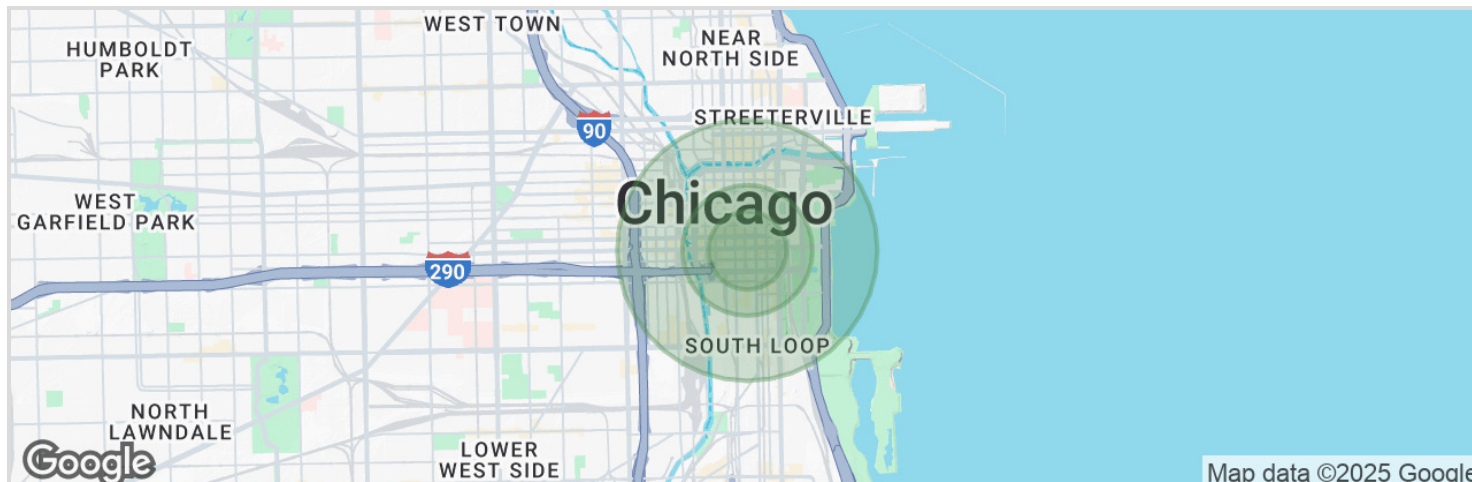 WEST TOWN
HUMBOLDT
PARK
NEAR
NORTH SIDE
STREETERVILLE
90
Chicago
WEST
GARFIELD PARK
290
SOUTH LOOP
NORTH
LAWNDALE
LOWER
WEST SIDE
Google
Map data ©2025 Google